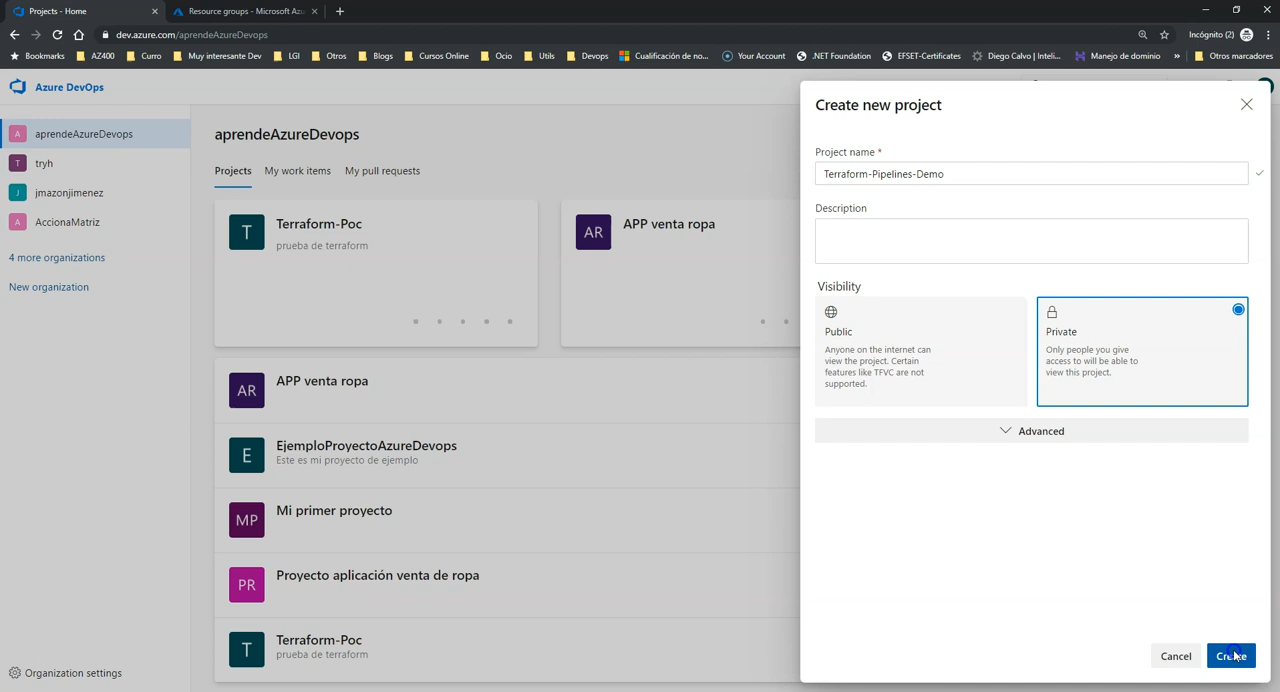 Projects - Home
Resource groups - Microsoft Azu
dev.azure.com/aprendeAzureDevops
Incógnito (2)
Bookmarks AZ400 Curro Muy interesante Dev LGI Otros Blogs Cursos Online Ocio Utils Devops Cualificación de no... Your Account .NET Foundation EFSET-Certificates Diego Calvo | Inteli... Manejo de dominio » Otros marcadores
Azure DevOps
A aprendeAzureDevops
T tryh
J jmazonjimenez
A AccionaMatriz
4 more organizations
New organization
Organization settings
aprendeAzureDevops
Projects My work items My pull requests
T Terraform-Poc
prueba de terraform
AR APP venta ropa
AR APP venta ropa
E EjemploProyectoAzureDevops
Este es mi proyecto de ejemplo
MP Mi primer proyecto
PR Proyecto aplicación venta de ropa
T Terraform-Poc
prueba de terraform
Create new project
Project name *
Terraform-Pipelines-Demo
Description
Visibility
Public
Anyone on the internet can
view the project. Certain
features like TFVC are not
supported.
Private
Only people you give
access to will be able to
view this project.
Advanced
Cancel Create